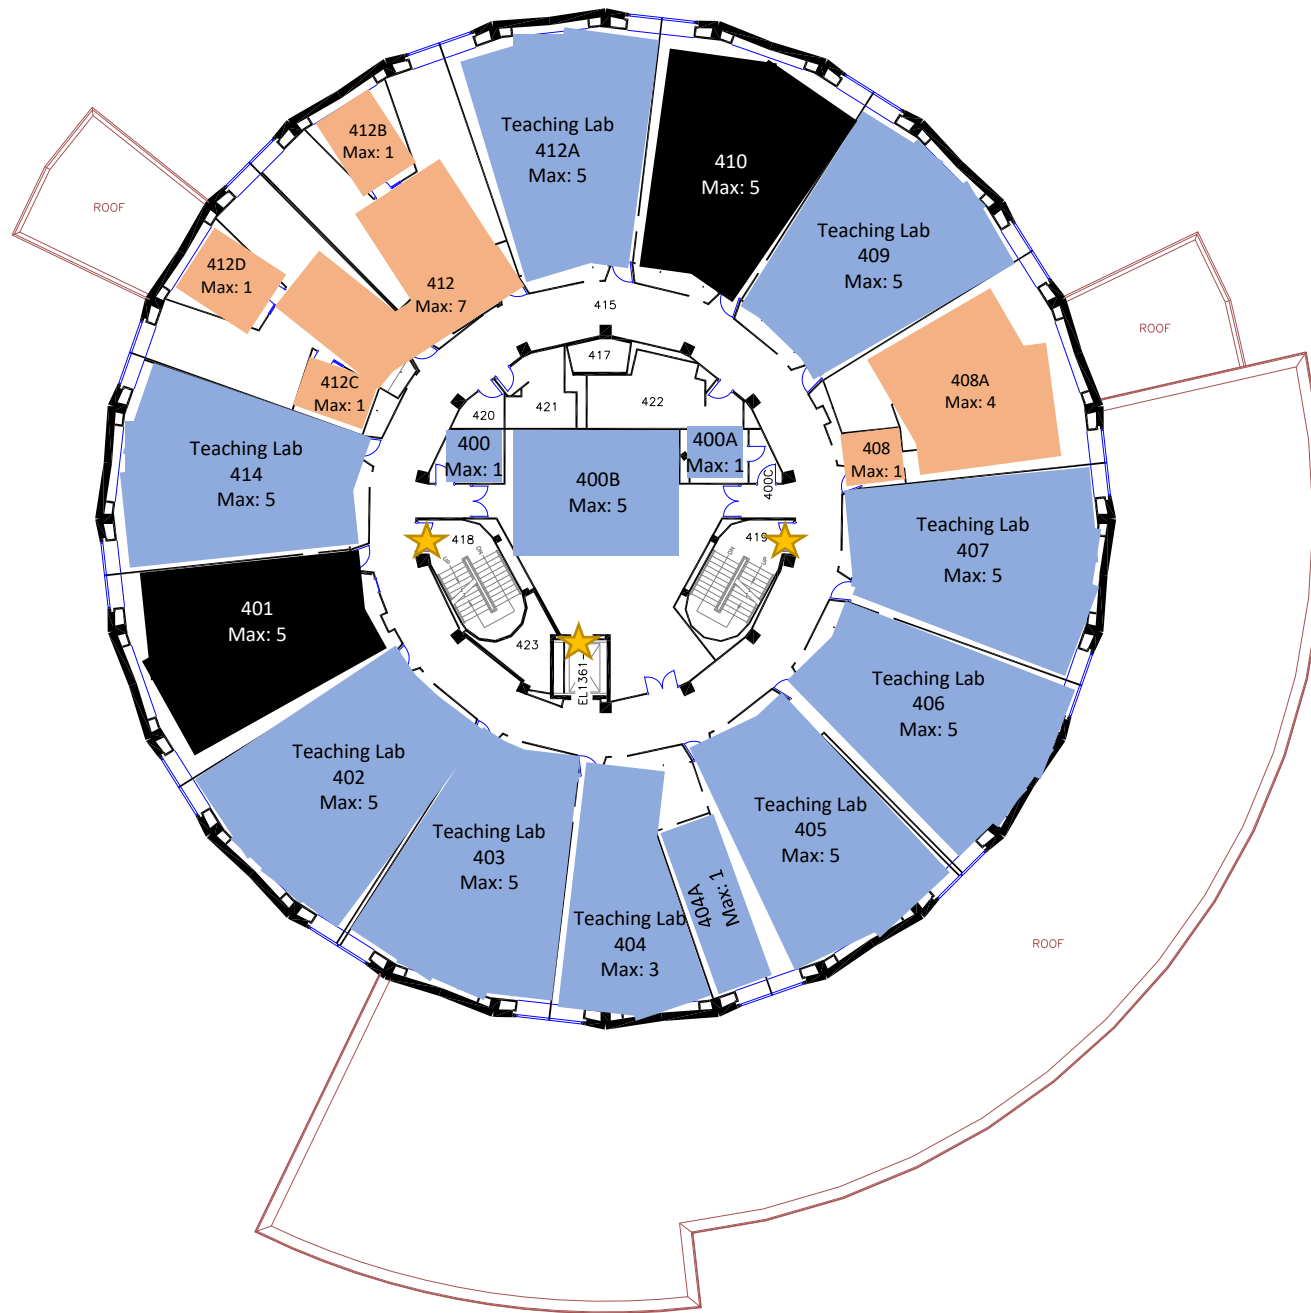 Teaching Lab
412A
Max: 5
410
Max: 5
412B
Max: 1
ROOF
Teaching Lab
409
Max: 5
412D
Max: 1
412
Max: 7
415
ROOF
417
412C
Max: 1
408A
Max: 4
420
421
422
400
Max: 1
400A
Max: 1
408
Max: 1
Teaching Lab
414
Max: 5
400B
Max: 5
400C
Teaching Lab
407
Max: 5
418
419
UP
DN
DN
UP
401
Max: 5
423
EL1361
Teaching Lab
406
Max: 5
Teaching Lab
402
Max: 5
Teaching Lab
403
Max: 5
Teaching Lab
405
Max: 5
404A
Max: 1
Teaching Lab
404
Max: 3
ROOF